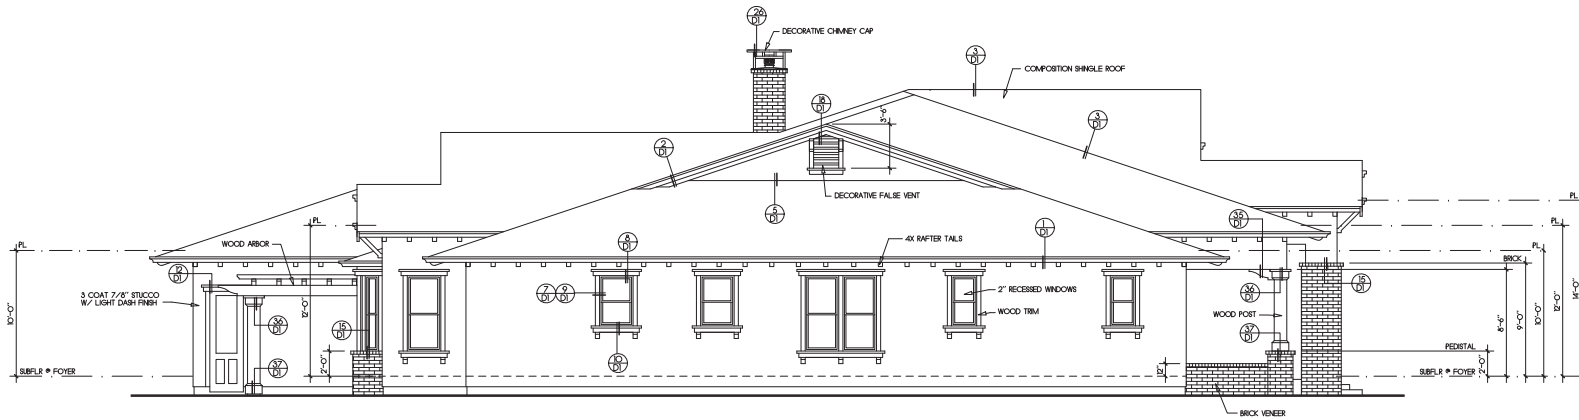 26
D1
DECORATIVE CHIMNEY CAP
3
D1
COMPOSITION SHINGLE ROOF
18
D1
3'-6"
3
D1
2
D1
DECORATIVE FALSE VENT
5
D1
PL.
PL.
35
D1
PL.
1
D1
4X RAFTER TAILS
PL.
WOOD ARBOR
8
D1
PL.
BRICK
12
D1
3 COAT 7/8" STUCCO
W/ LIGHT DASH FINISH
7
D1
9
D1
2" RECESSED WINDOWS
36
D1
15
D1
10'-0"
12'-0"
36
D1
15
D1
WOOD TRIM
WOOD POST
37
D1
8'-6"
9'-0"
10'-0"
12'-0"
14'-0"
PEDISTAL
10
D1
37
D1
2'-0"
12"
2'-0"
SUBFLR @ FOYER
SUBFLR @ FOYER
BRICK VENEER